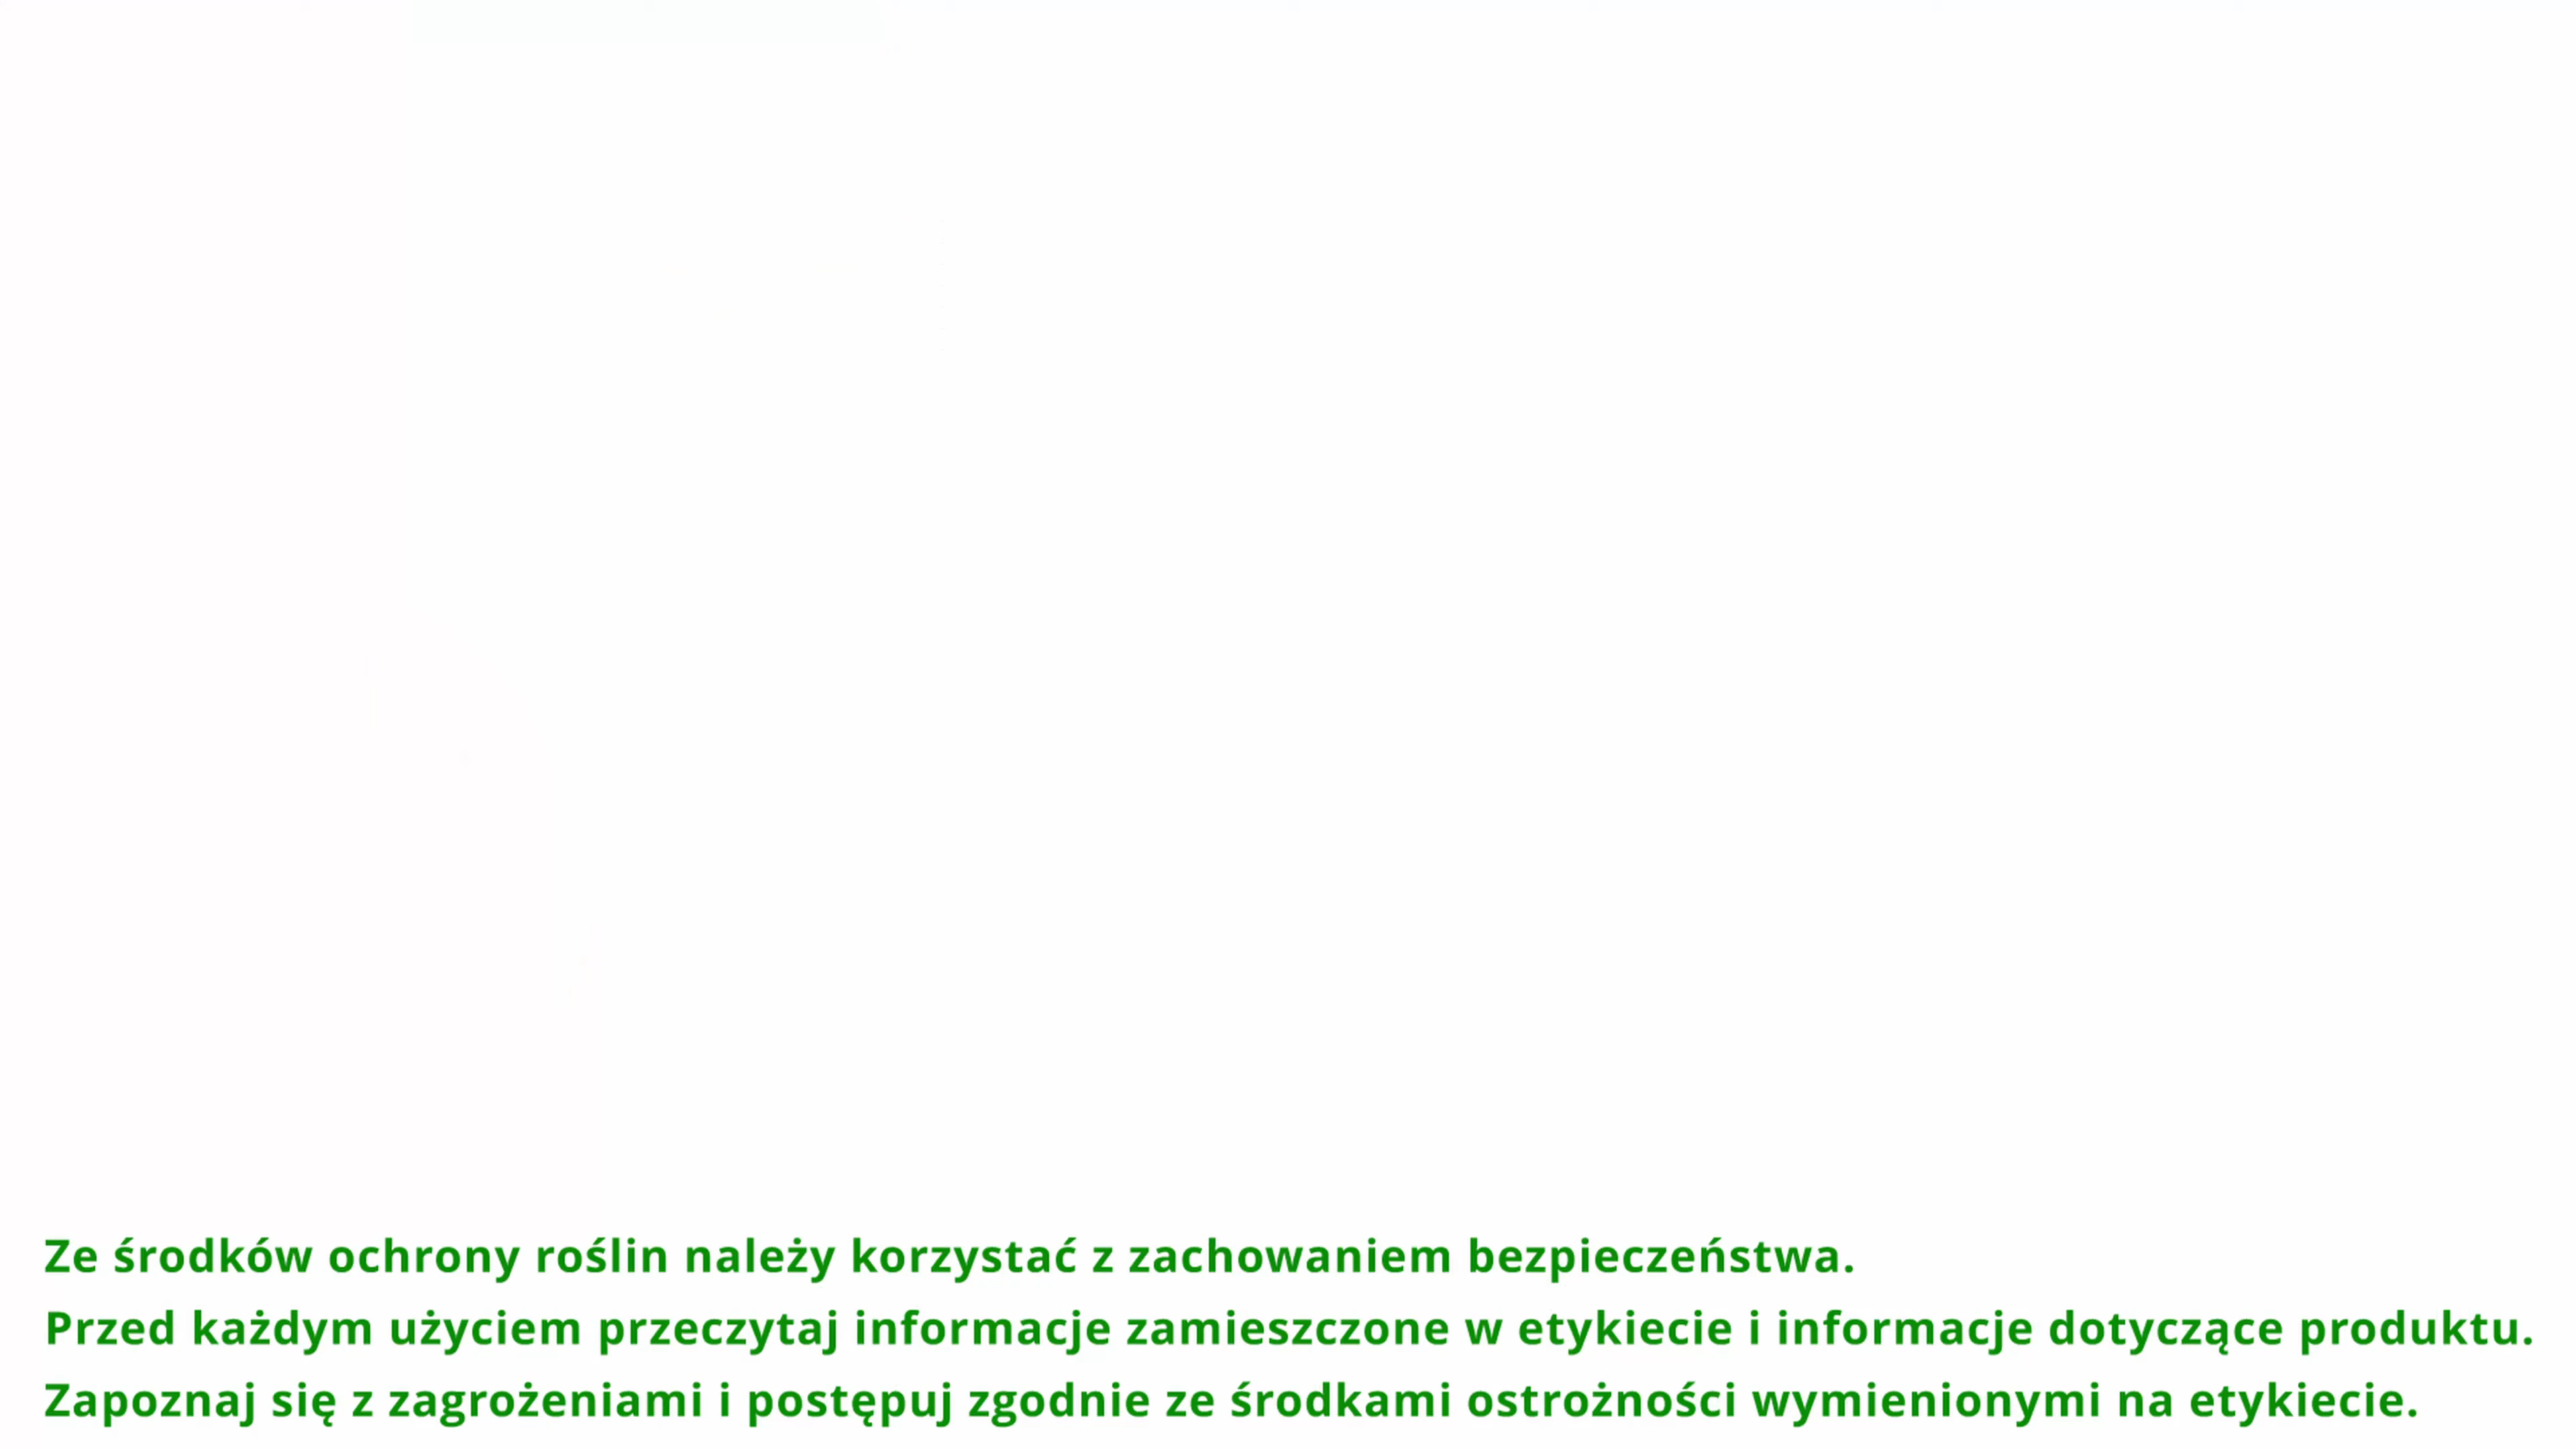 Ze środków ochrony roślin należy korzystać z zachowaniem bezpieczeństwa.
Przed każdym użyciem przeczytaj informacje zamieszczone w etykiecie i informacje dotyczące produktu.
Zapoznaj się z zagrożeniami i postępuj zgodnie ze środkami ostrożności wymienionymi na etykiecie.